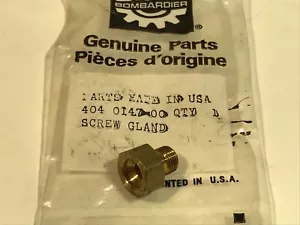 BOMBARDIER
Genuine Parts
Pièces d'origine
PARTS MADE IN USA
404 0147 00 QTY 1
SCREW GLAND
NTED IN U.S.A.